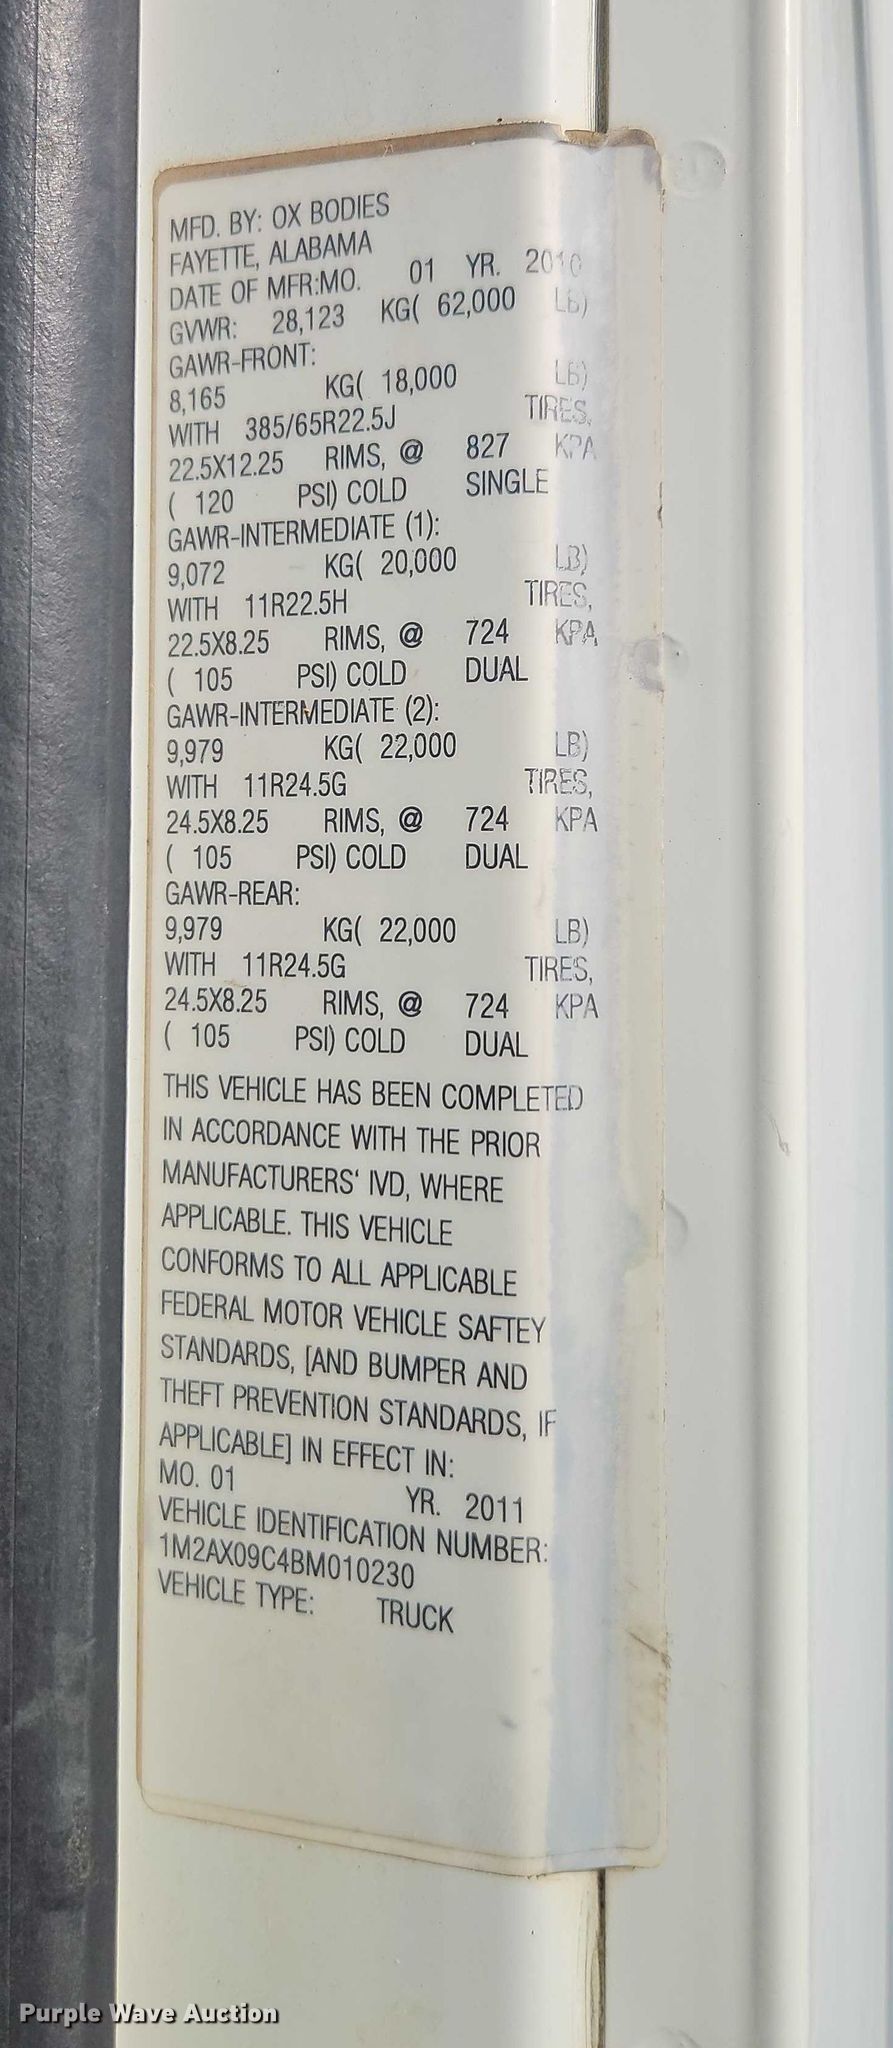 MFD. BY: OX BODIES
FAYETTE, ALABAMA
DATE OF MFR:MO. 01 YR. 2010
GVWR: 28,123 KG( 62,000 LB)
GAWR-FRONT:
8,165 KG( 18,000 LB)
WITH 385/65R22.5J TIRES,
22.5X12.25 RIMS, @ 827 KPA
( 120 PSI) COLD SINGLE
GAWR-INTERMEDIATE (1):
9,072 KG( 20,000 LB)
WITH 11R22.5H TIRES,
22.5X8.25 RIMS, @ 724 KPA
( 105 PSI) COLD DUAL
GAWR-INTERMEDIATE (2):
9,979 KG( 22,000 LB)
WITH 11R24.5G TIRES,
24.5X8.25 RIMS, @ 724 KPA
( 105 PSI) COLD DUAL
GAWR-REAR:
9,979 KG( 22,000 LB)
WITH 11R24.5G TIRES,
24.5X8.25 RIMS, @ 724 KPA
( 105 PSI) COLD DUAL
THIS VEHICLE HAS BEEN COMPLETED
IN ACCORDANCE WITH THE PRIOR
MANUFACTURERS' IVD, WHERE
APPLICABLE. THIS VEHICLE
CONFORMS TO ALL APPLICABLE
FEDERAL MOTOR VEHICLE SAFTEY
STANDARDS, [AND BUMPER AND
THEFT PREVENTION STANDARDS, IF
APPLICABLE] IN EFFECT IN:
MO. 01 YR. 2011
VEHICLE IDENTIFICATION NUMBER:
1M2AX09C4BM010230
VEHICLE TYPE: TRUCK
Purple Wave Auction